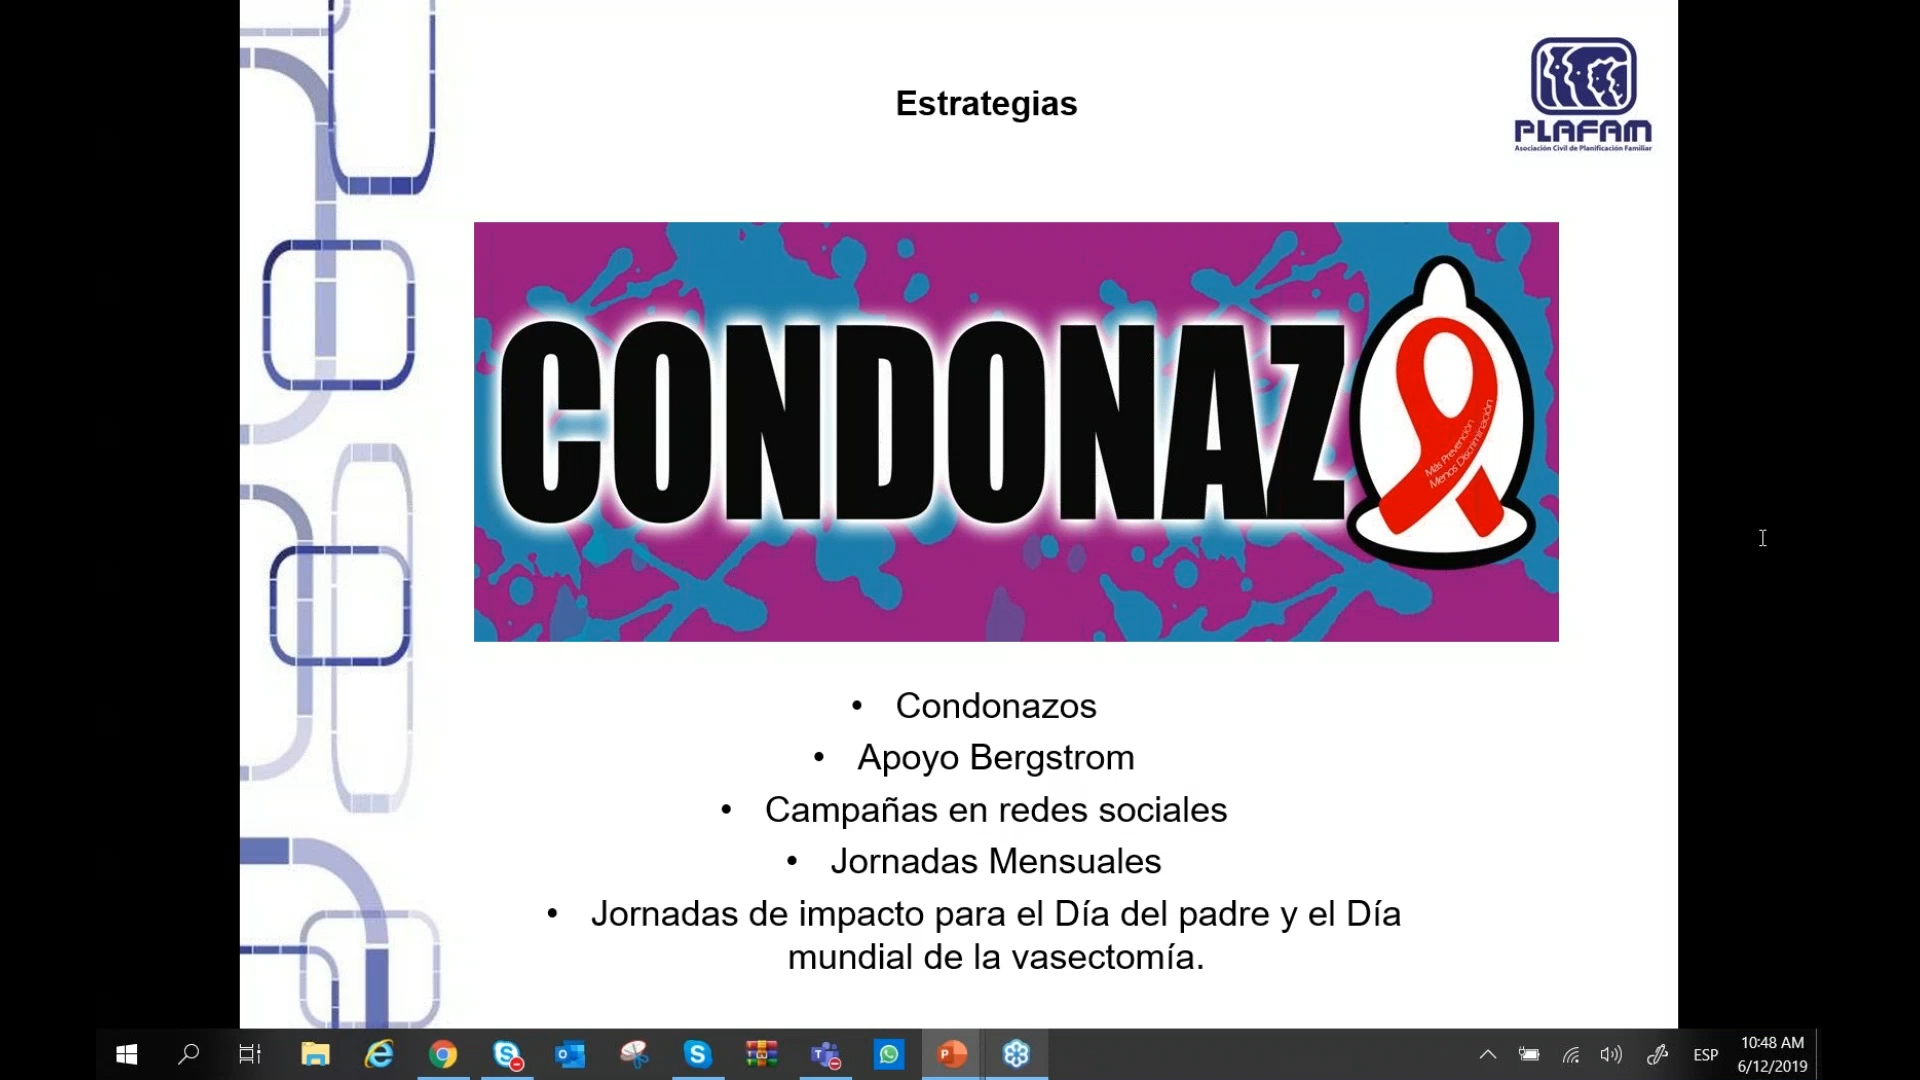 Estrategias
PLAFAM
Asociación Civil de Planificación Familiar
CONDONAZ
Más Prevención
Menos Discriminación
• Condonazos
• Apoyo Bergstrom
• Campañas en redes sociales
• Jornadas Mensuales
• Jornadas de impacto para el Día del padre y el Día
mundial de la vasectomía.
ESP
10:48 AM
6/12/2019